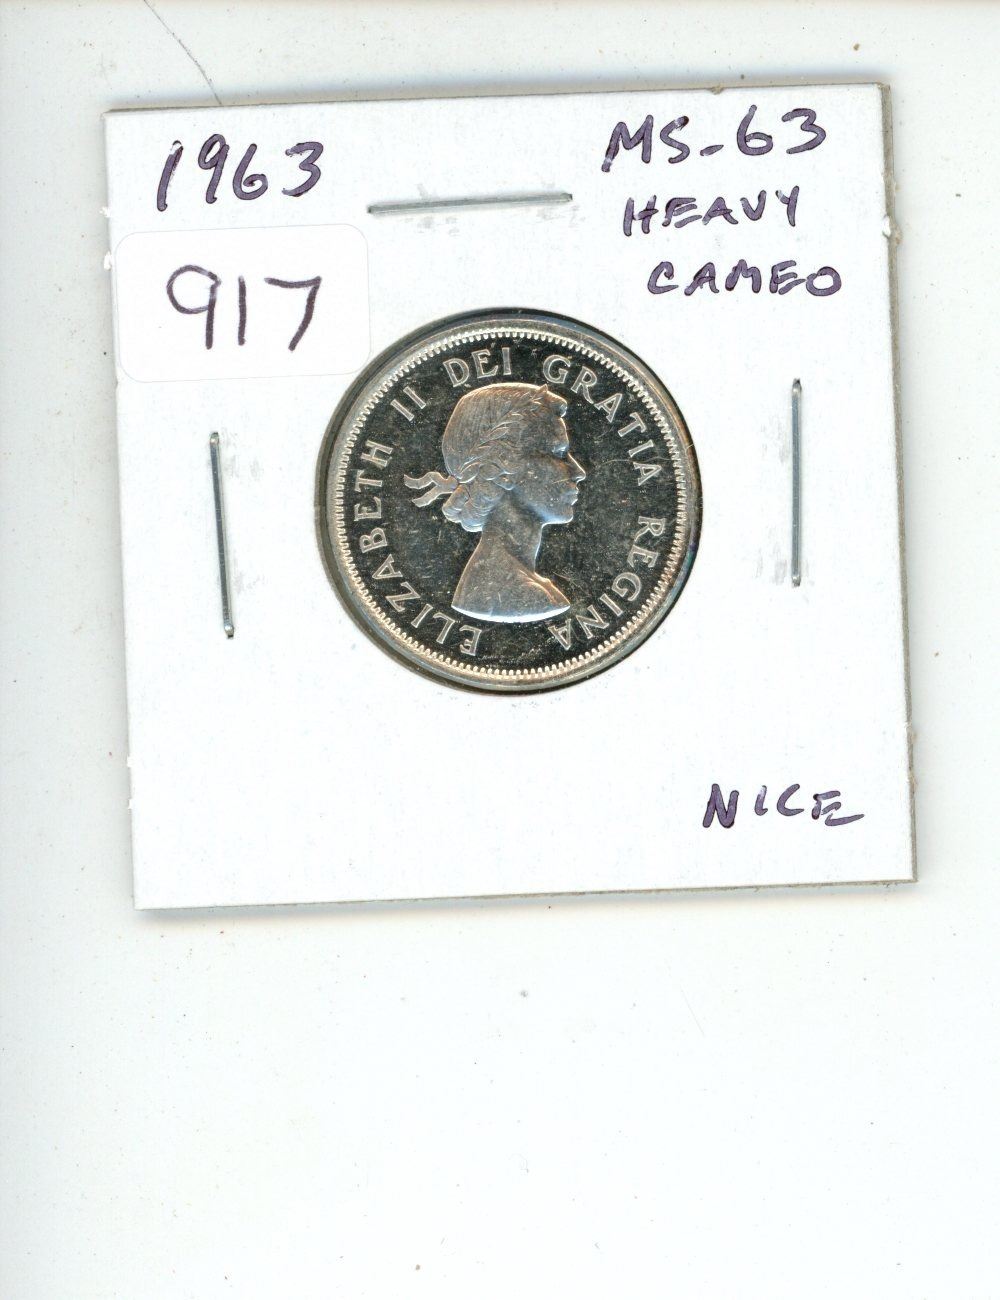 1963
MS-63
HEAVY
CAMEO
917
ELIZABETH II DEI GRATIA REGINA
NICE